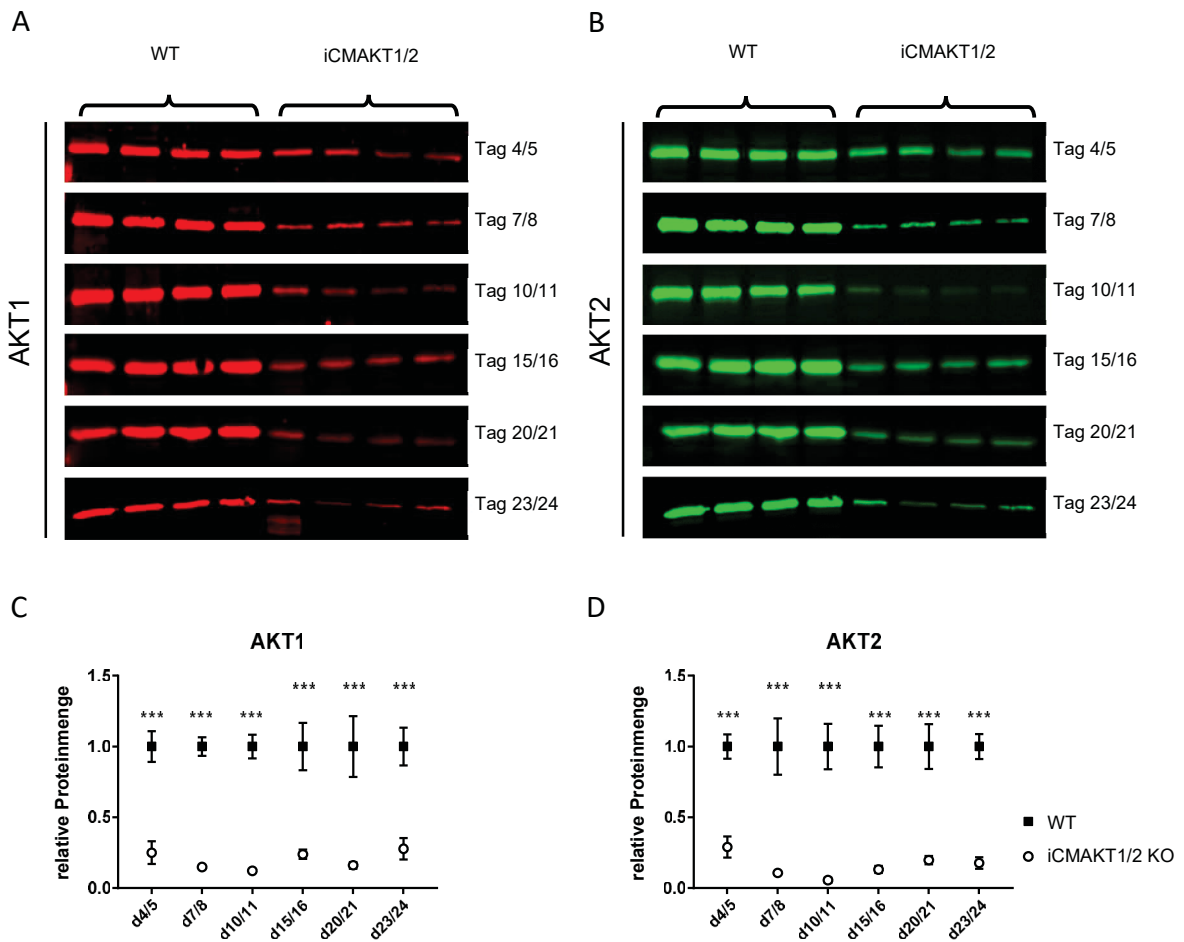 A
WT
iCMAKT1/2
AKT1
Tag 4/5
Tag 7/8
Tag 10/11
Tag 15/16
Tag 20/21
Tag 23/24
B
WT
iCMAKT1/2
AKT2
Tag 4/5
Tag 7/8
Tag 10/11
Tag 15/16
Tag 20/21
Tag 23/24
C
AKT1
relative Proteinmenge
1.5
1.0
0.5
0.0
*** *** *** *** *** ***
d4/5
d7/8
d10/11
d15/16
d20/21
d23/24
D
AKT2
relative Proteinmenge
1.5
1.0
0.5
0.0
*** *** *** *** *** ***
d4/5
d7/8
d10/11
d15/16
d20/21
d23/24
WT
iCMAKT1/2 KO